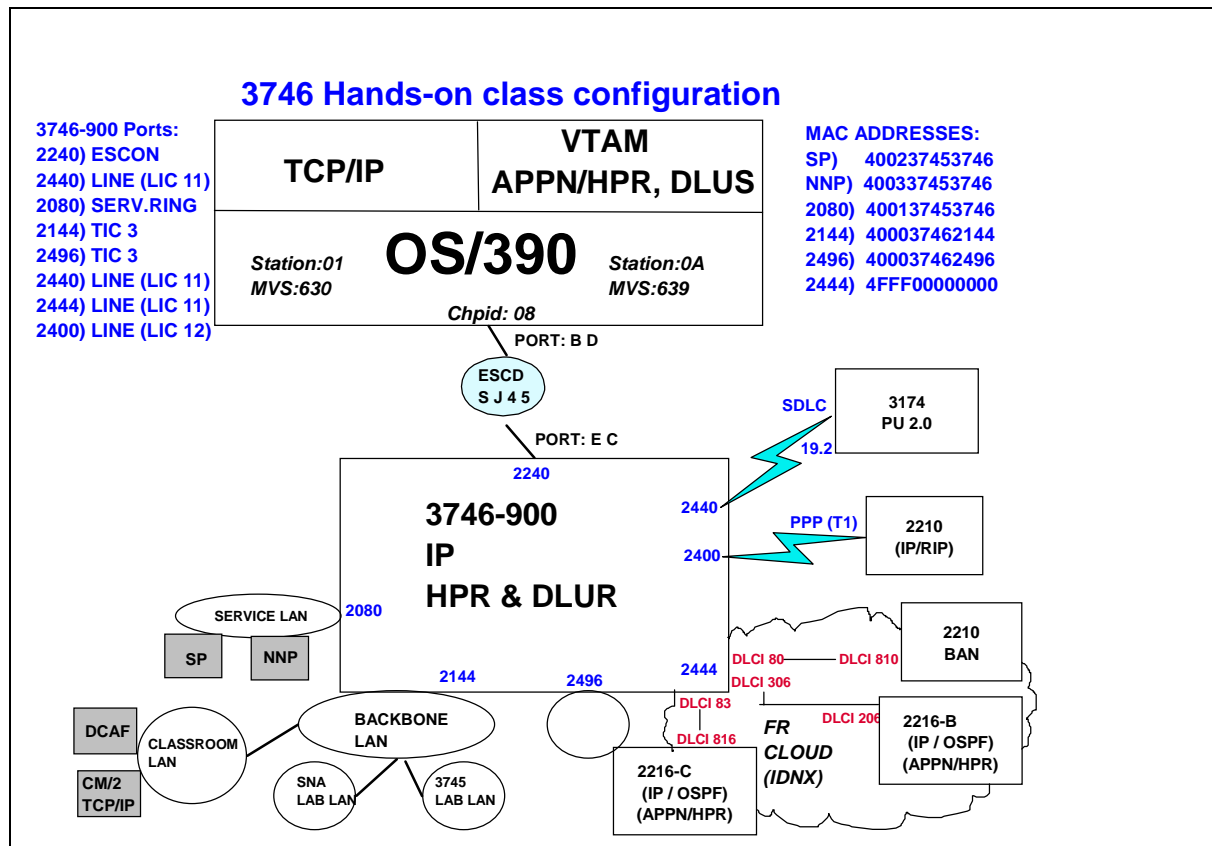 3746 Hands-on class configuration
3746-900 Ports:
2240) ESCON
2440) LINE (LIC 11)
2080) SERV.RING
2144) TIC 3
2496) TIC 3
2440) LINE (LIC 11)
2444) LINE (LIC 11)
2400) LINE (LIC 12)
TCP/IP
VTAM
APPN/HPR, DLUS
OS/390
Station:01
MVS:630
Station:0A
MVS:639
Chpid: 08
MAC ADDRESSES:
SP) 400237453746
NNP) 400337453746
2080) 400137453746
2144) 400037462144
2496) 400037462496
2444) 4FFF00000000
PORT: B D
ESCD
S J 4 5
PORT: E C
SDLC
19.2
3174
PU 2.0
2240
2440
3746-900
IP
HPR & DLUR
PPP (T1)
2400
2210
(IP/RIP)
SERVICE LAN
2080
SP
NNP
2144
2496
2444
DLCI 80
DLCI 810
2210
BAN
DLCI 306
DLCI 83
DLCI 206
DLCI 816
FR
CLOUD
(IDNX)
2216-B
(IP / OSPF)
(APPN/HPR)
2216-C
(IP / OSPF)
(APPN/HPR)
DCAF
CLASSROOM
LAN
BACKBONE
LAN
CM/2
TCP/IP
SNA
LAB LAN
3745
LAB LAN